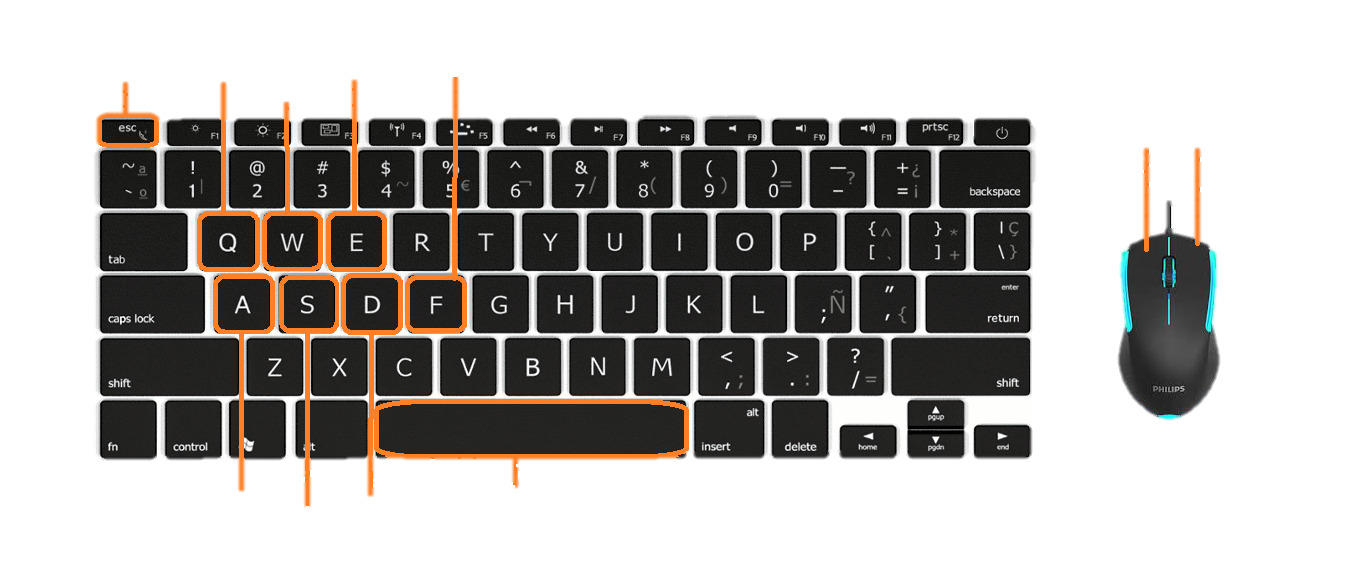 esc F1 F2 F3 F4 F5 F6 F7 F8 F9 F10 F11 prtsc F12
~ a ! @ # $ % ^ & * ( ) — ? + ¿
` o 1 | 2 3 4 ~ 5 € 6 ¬ 7 / 8 ( 9 ) 0 = – = ¡ backspace
tab Q W E R T Y U I O P { ^ [ ` } * ] + | Ç \ }
caps lock A S D F G H J K L ; Ñ " , { enter return
shift Z X C V B N M < , ; > . : ? / = shift
fn control alt alt insert delete home pgup pgdn end
PHILIPS